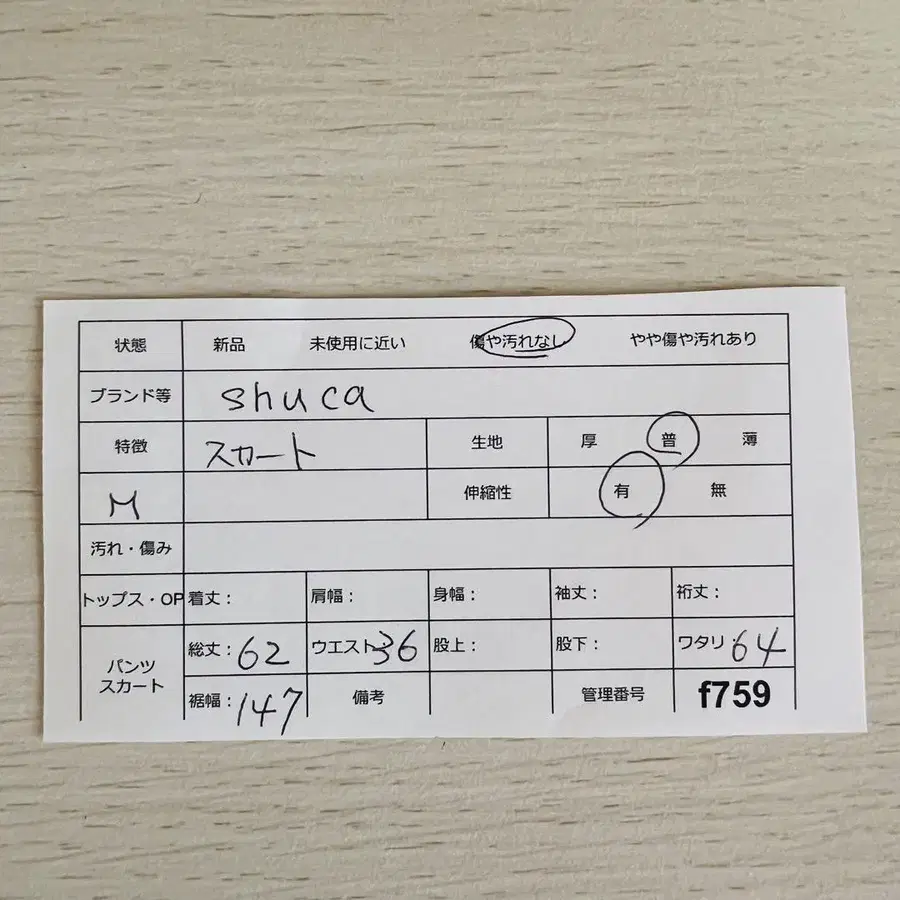 状態 新品 未使用に近い 傷や汚れなし やや傷や汚れあり
ブランド等 shuca
特徴 スカート 生地 厚 普 薄
M 伸縮性 有 無
汚れ・傷み
トップス・OP 着丈: 肩幅: 身幅: 袖丈: 裄丈:
パンツ スカート 総丈:62 ウエスト:36 股上: 股下: ワタリ:64
裾幅:147 備考 管理番号 f759